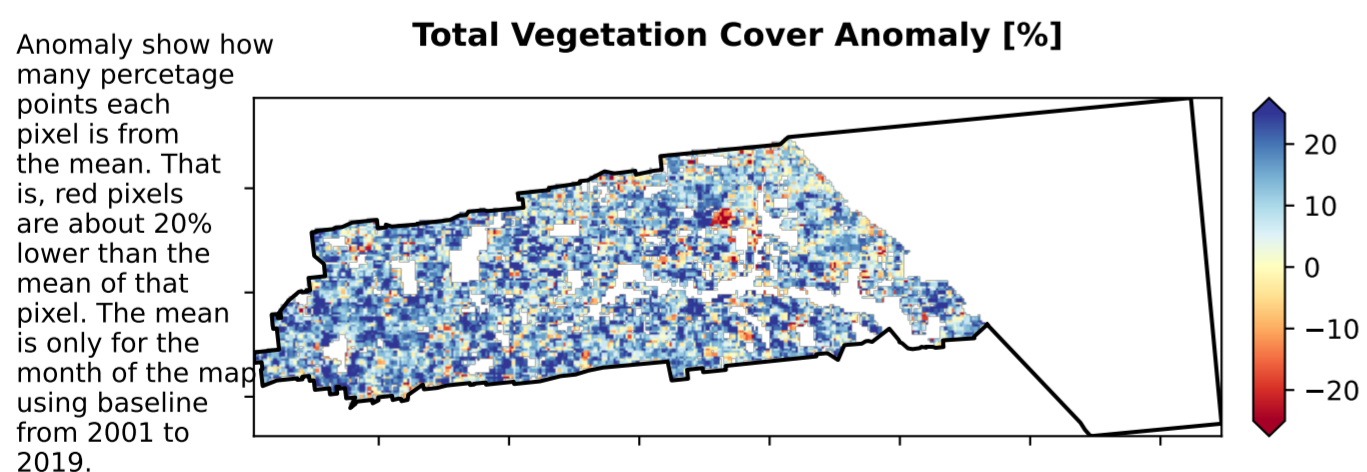 Total Vegetation Cover Anomaly [%]
Anomaly show how
many percetage
points each
pixel is from
the mean. That
is, red pixels
are about 20%
lower than the
mean of that
pixel. The mean
is only for the
month of the map
using baseline
from 2001 to
2019.
20
10
0
−10
−20